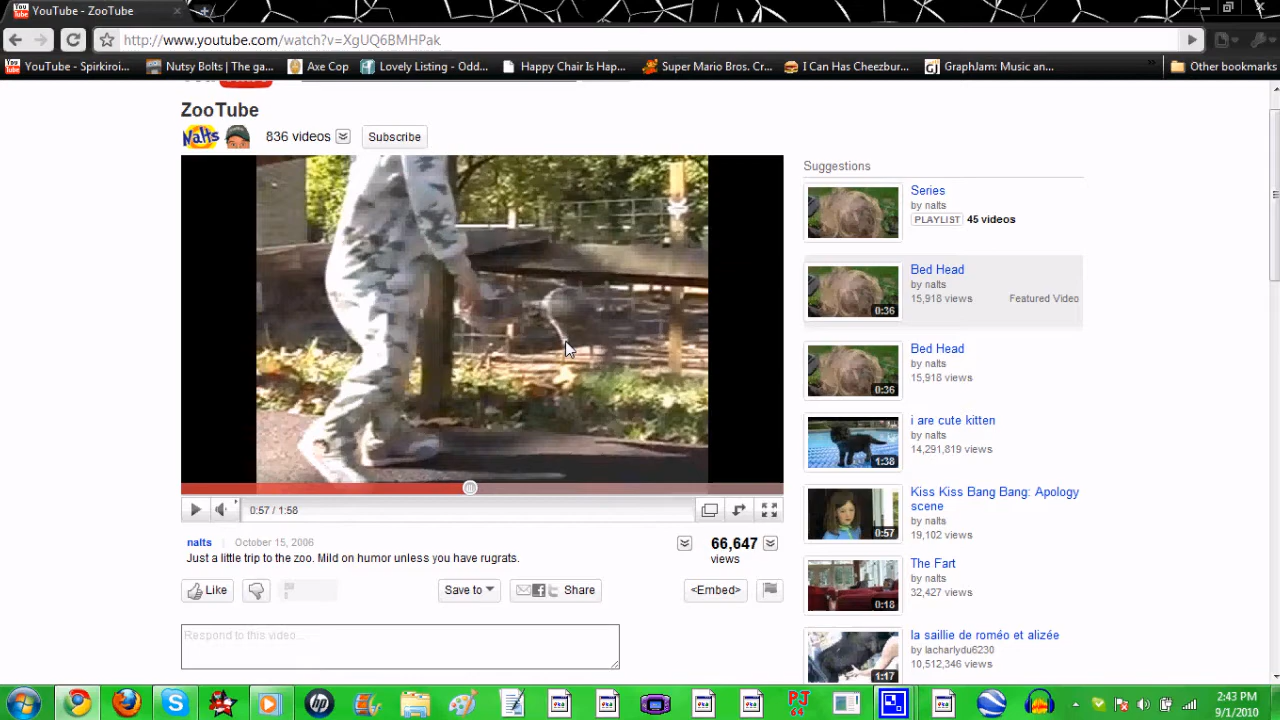 YouTube - ZooTube
http://www.youtube.com/watch?v=XgUQ6BMHPak
YouTube - Spirkiroi...
Nutsy Bolts | The ga...
Axe Cop
Lovely Listing - Odd...
Happy Chair Is Hap...
Super Mario Bros. Cr...
I Can Has Cheezbur...
GraphJam: Music an...
Other bookmarks
ZooTube
Nalts
836 videos
Subscribe
Suggestions
Series
by nalts
PLAYLIST 45 videos
Bed Head
by nalts
15,918 views
Featured Video
0:36
Bed Head
by nalts
15,918 views
0:36
i are cute kitten
by nalts
14,291,819 views
1:38
Kiss Kiss Bang Bang: Apology
scene
by nalts
19,102 views
0:57
The Fart
by nalts
32,427 views
0:18
la saillie de roméo et alizée
by lacharlydu6230
10,512,346 views
1:17
0:57 / 1:58
nalts
October 15, 2006
66,647
views
Just a little trip to the zoo. Mild on humor unless you have rugrats.
Like
Save to
Share
<Embed>
Respond to this video...
hp
PJ
64
2:43 PM
9/1/2010